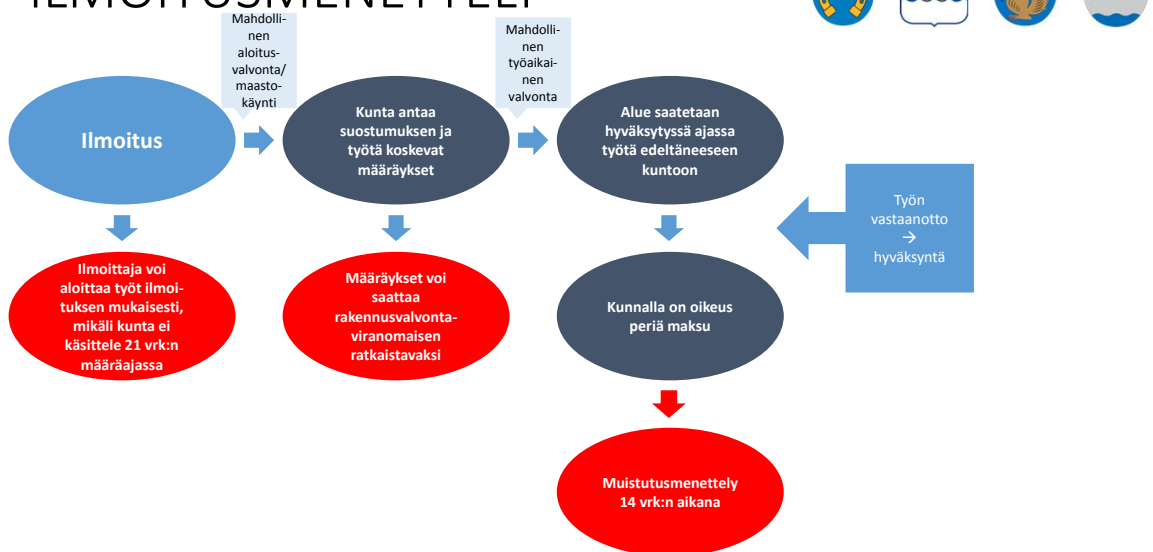 ILMOITUSMENETTELY
Mahdolli-
nen
aloitus-
valvonta/
maasto-
käynti
Mahdolli-
nen
työaikai-
nen
valvonta
Ilmoitus
Kunta antaa
suostumuksen ja
työtä koskevat
määräykset
Alue saatetaan
hyväksytyssä ajassa
työtä edeltäneeseen
kuntoon
Työn
vastaanotto
→
hyväksyntä
Ilmoittaja voi
aloittaa työt ilmoi-
tuksen mukaisesti,
mikäli kunta ei
käsittele 21 vrk:n
määräajassa
Määräykset voi
saattaa
rakennusvalvonta-
viranomaisen
ratkaistavaksi
Kunnalla on oikeus
periä maksu
Muistutusmenettely
14 vrk:n aikana